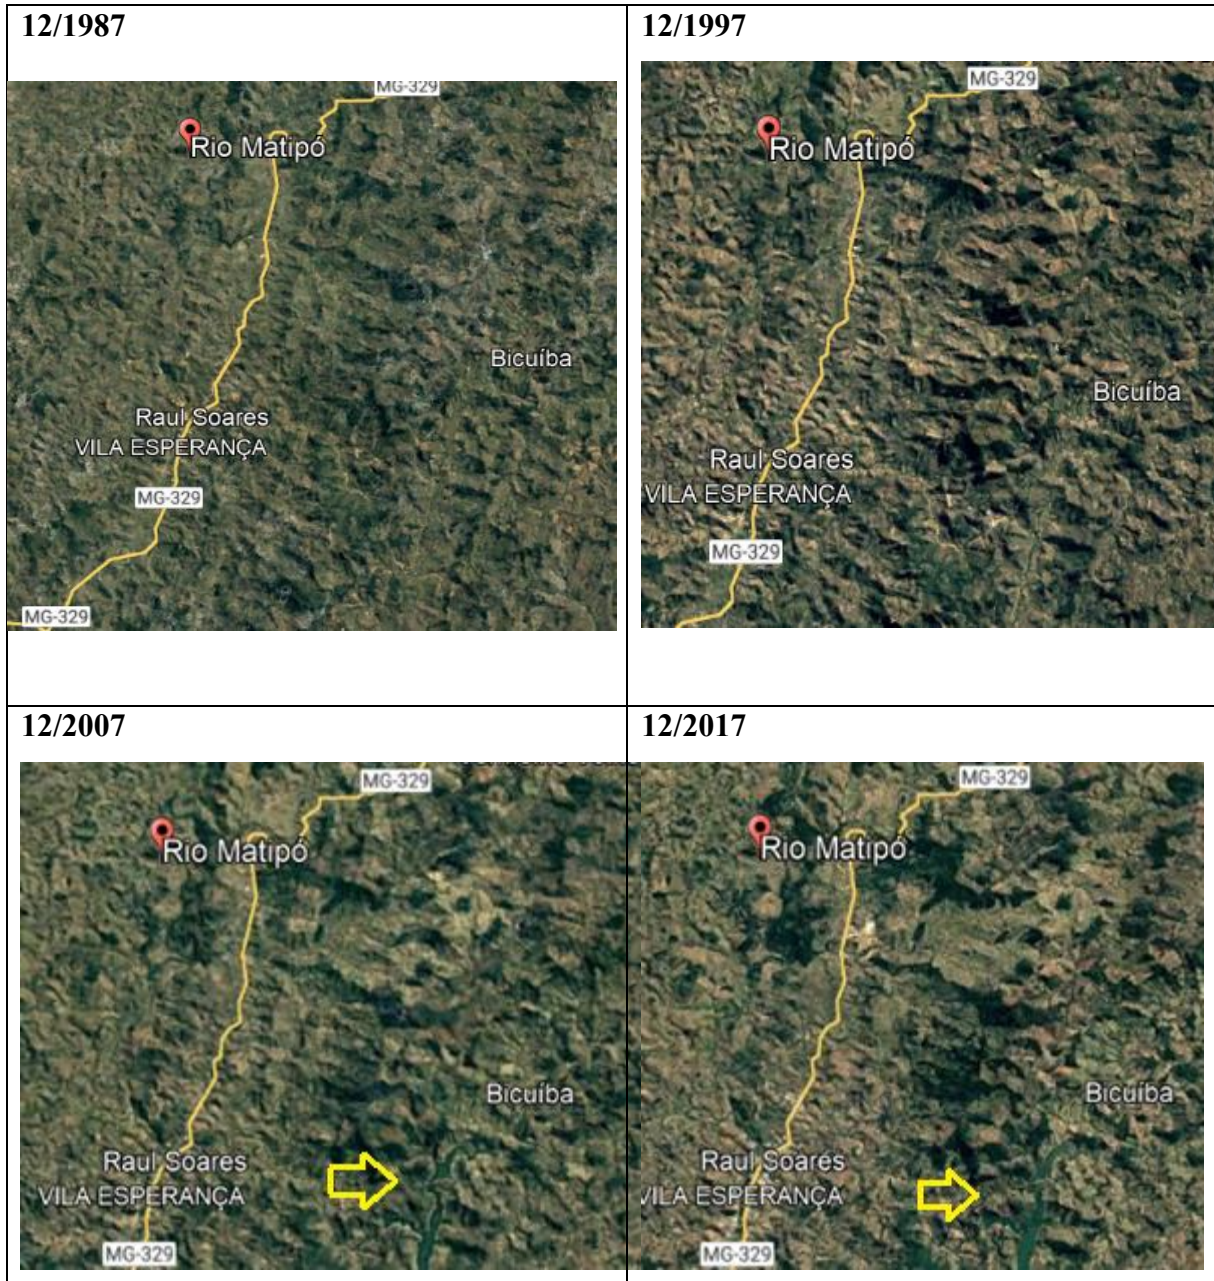 12/1987
MG-329
Rio Matipó
Bicuíba
Raul Soares
VILA ESPERANÇA
MG-329
MG-329
12/1997
MG-329
Rio Matipó
Bicuíba
Raul Soares
VILA ESPERANÇA
MG-329
12/2007
MG-329
Rio Matipó
Bicuíba
Raul Soares
VILA ESPERANÇA
MG-329
12/2017
MG-329
Rio Matipó
Bicuíba
Raul Soares
VILA ESPERANÇA
MG-329